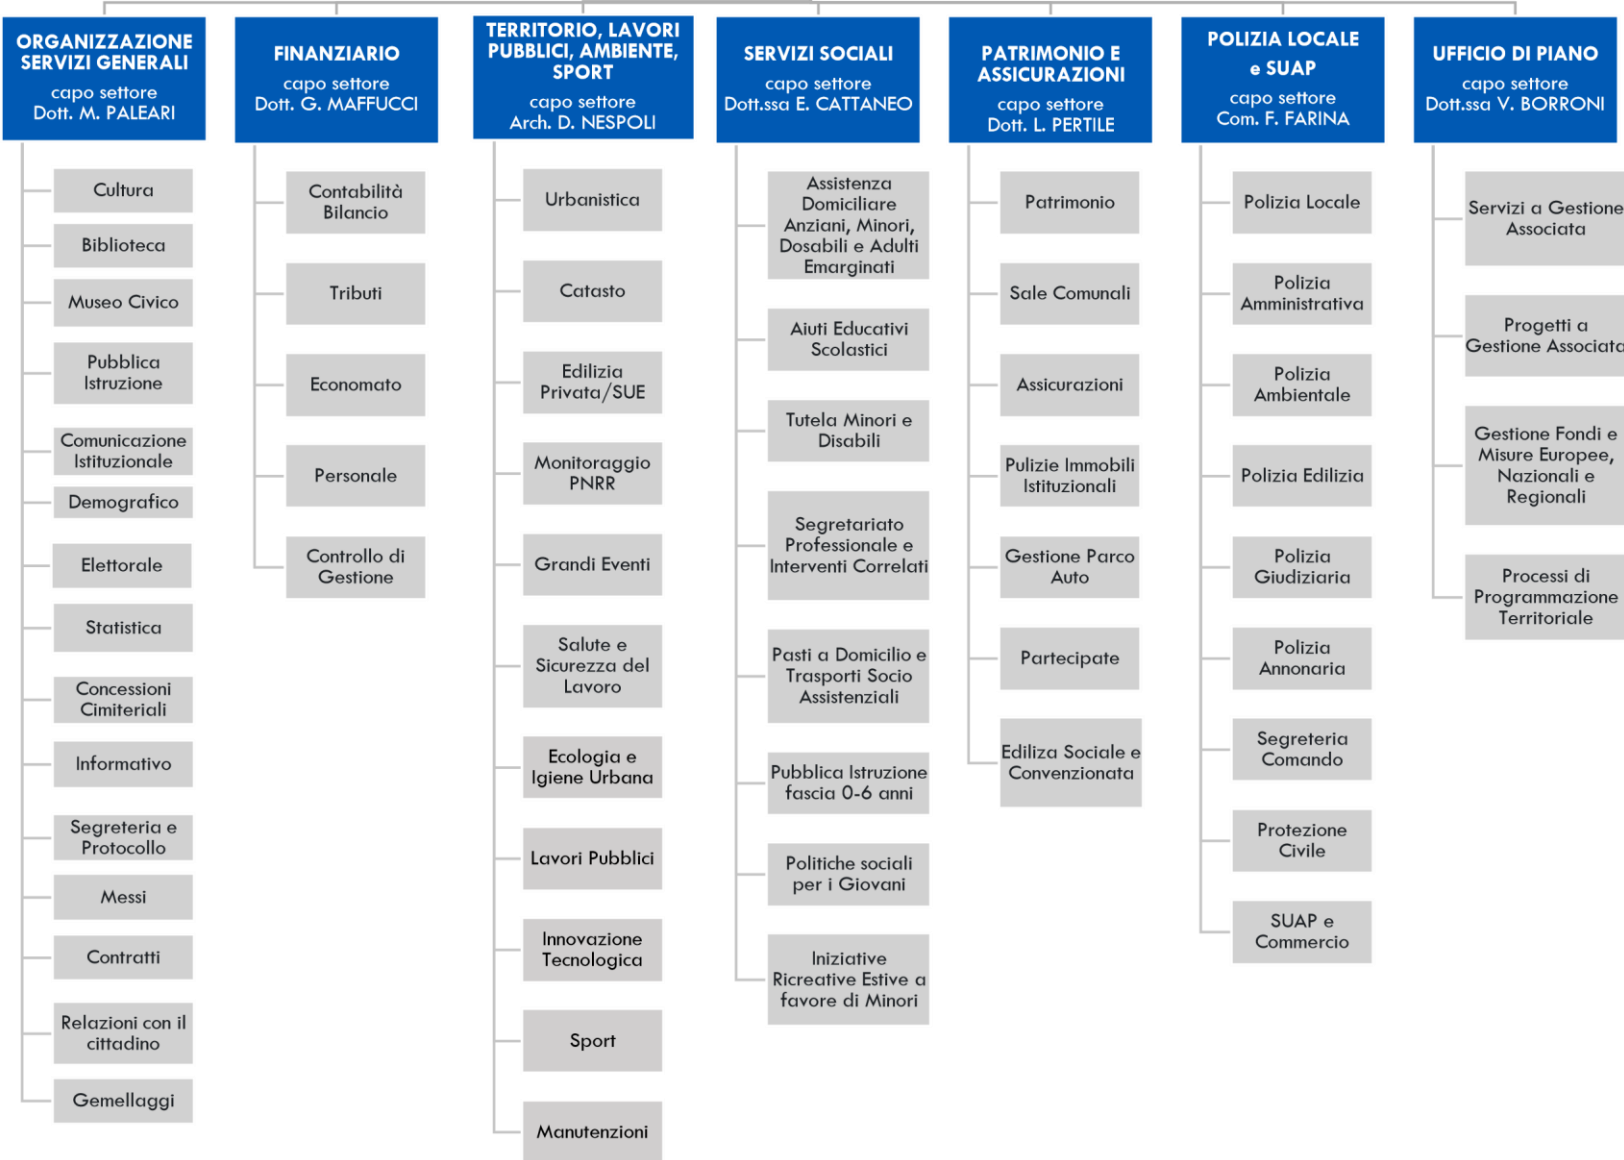 ORGANIZZAZIONE
SERVIZI GENERALI
capo settore
Dott. M. PALEARI
Cultura
Biblioteca
Museo Civico
Pubblica
Istruzione
Comunicazione
Istituzionale
Demografico
Elettorale
Statistica
Concessioni
Cimiteriali
Informativo
Segreteria e
Protocollo
Messi
Contratti
Relazioni con il
cittadino
Gemellaggi
FINANZIARIO
capo settore
Dott. G. MAFFUCCI
Contabilità
Bilancio
Tributi
Economato
Personale
Controllo di
Gestione
TERRITORIO, LAVORI
PUBBLICI, AMBIENTE,
SPORT
capo settore
Arch. D. NESPOLI
Urbanistica
Catasto
Edilizia
Privata/SUE
Monitoraggio
PNRR
Grandi Eventi
Salute e
Sicurezza del
Lavoro
Ecologia e
Igiene Urbana
Lavori Pubblici
Innovazione
Tecnologica
Sport
Manutenzioni
SERVIZI SOCIALI
capo settore
Dott.ssa E. CATTANEO
Assistenza
Domiciliare
Anziani, Minori,
Dosabili e Adulti
Emarginati
Aiuti Educativi
Scolastici
Tutela Minori e
Disabili
Segretariato
Professionale e
Interventi Correlati
Pasti a Domicilio e
Trasporti Socio
Assistenziali
Pubblica Istruzione
fascia 0-6 anni
Politiche sociali
per i Giovani
Iniziative
Ricreative Estive a
favore di Minori
PATRIMONIO E
ASSICURAZIONI
capo settore
Dott. L. PERTILE
Patrimonio
Sale Comunali
Assicurazioni
Pulizie Immobili
Istituzionali
Gestione Parco
Auto
Partecipate
Ediliza Sociale e
Convenzionata
POLIZIA LOCALE
e SUAP
capo settore
Com. F. FARINA
Polizia Locale
Polizia
Amministrativa
Polizia
Ambientale
Polizia Edilizia
Polizia
Giudiziaria
Polizia
Annonaria
Segreteria
Comando
Protezione
Civile
SUAP e
Commercio
UFFICIO DI PIANO
capo settore
Dott.ssa V. BORRONI
Servizi a Gestione
Associata
Progetti a
Gestione Associata
Gestione Fondi e
Misure Europee,
Nazionali e
Regionali
Processi di
Programmazione
Territoriale